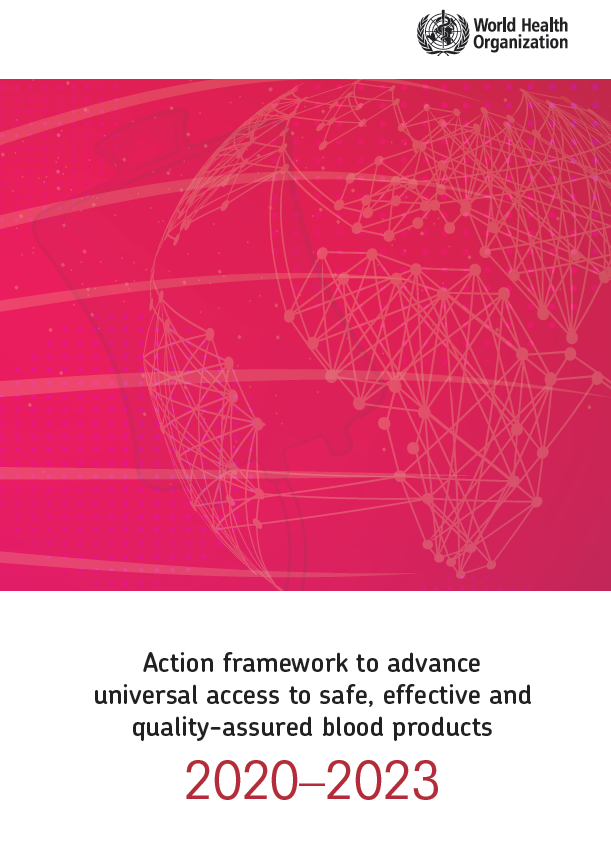 World Health
Organization
Action framework to advance
universal access to safe, effective and
quality-assured blood products
2020–2023